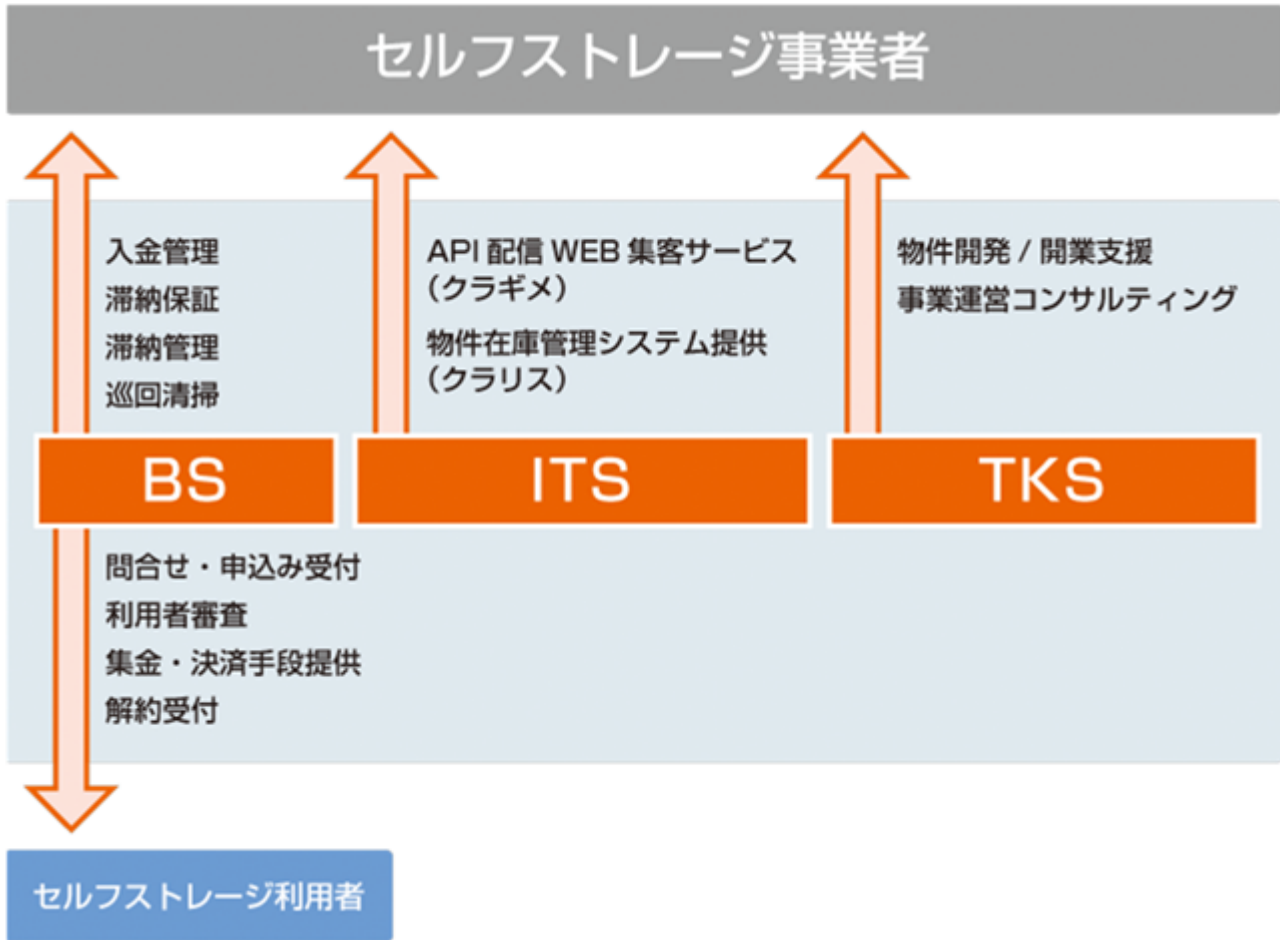 セルフストレージ事業者
入金管理
滞納保証
滞納管理
巡回清掃
API 配信 WEB 集客サービス
（クラギメ）
物件在庫管理システム提供
（クラリス）
物件開発 / 開業支援
事業運営コンサルティング
BS
ITS
TKS
問合せ・申込み受付
利用者審査
集金・決済手段提供
解約受付
セルフストレージ利用者